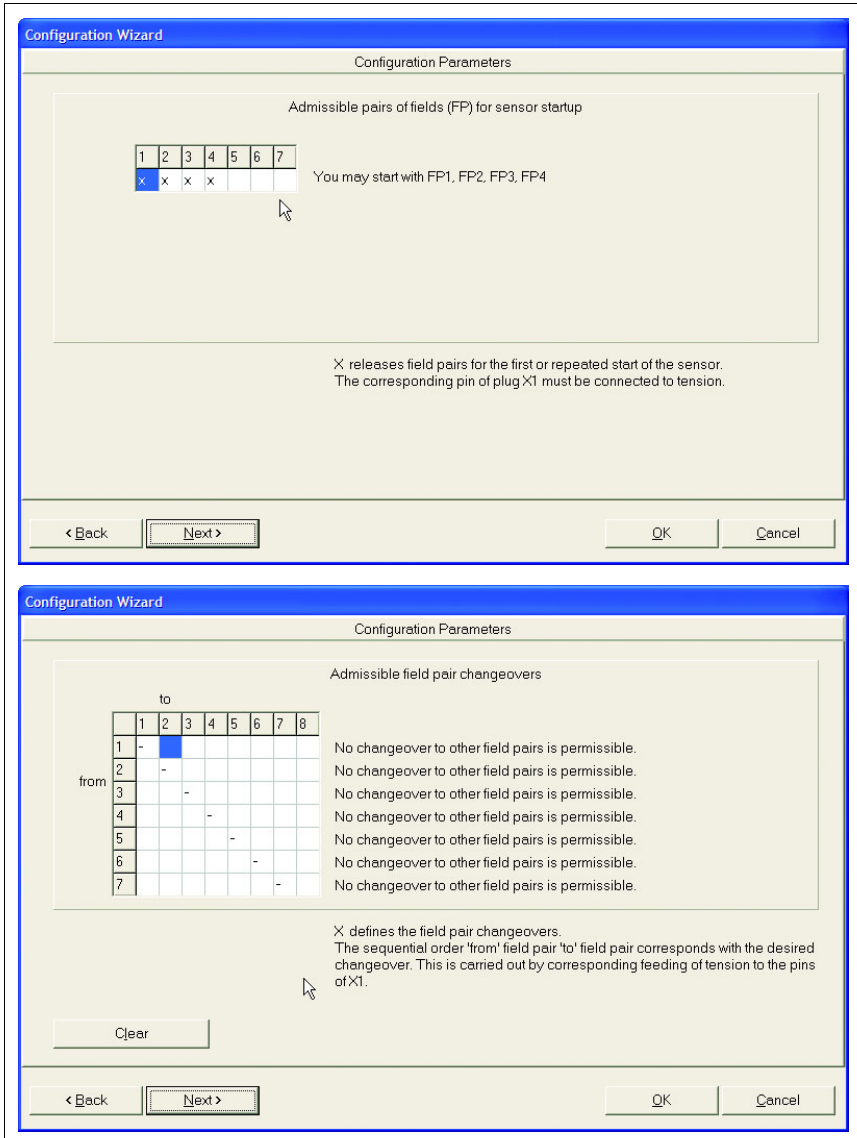 Configuration Wizard
Configuration Parameters
Admissible pairs of fields (FP) for sensor startup
1 2 3 4 5 6 7
x x x x
You may start with FP1, FP2, FP3, FP4
X releases field pairs for the first or repeated start of the sensor.
The corresponding pin of plug X1 must be connected to tension.
< Back
Next >
OK
Cancel
Configuration Wizard
Configuration Parameters
Admissible field pair changeovers
to
1 2 3 4 5 6 7 8
from
1 - No changeover to other field pairs is permissible.
2 - No changeover to other field pairs is permissible.
3 - No changeover to other field pairs is permissible.
4 - No changeover to other field pairs is permissible.
5 - No changeover to other field pairs is permissible.
6 - No changeover to other field pairs is permissible.
7 - No changeover to other field pairs is permissible.
X defines the field pair changeovers.
The sequential order 'from' field pair 'to' field pair corresponds with the desired
changeover. This is carried out by corresponding feeding of tension to the pins
of X1.
Clear
< Back
Next >
OK
Cancel